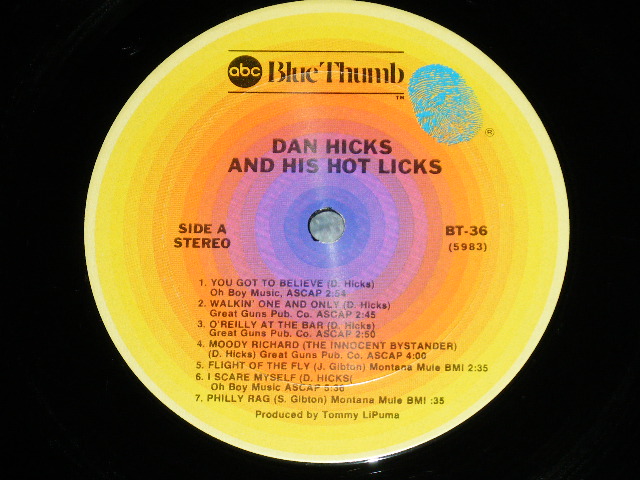 abc Blue Thumb
TM
®
DAN HICKS
AND HIS HOT LICKS
SIDE A
STEREO
BT-36
(5983)
1. YOU GOT TO BELIEVE (D. Hicks)
Oh Boy Music, ASCAP 2:54
2. WALKIN' ONE AND ONLY (D. Hicks)
Great Guns Pub. Co. ASCAP 2:45
3. O'REILLY AT THE BAR (D. Hicks)
Great Guns Pub. Co. ASCAP 2:50
4. MOODY RICHARD (THE INNOCENT BYSTANDER)
(D. Hicks) Great Guns Pub. Co. ASCAP 4:00
5. FLIGHT OF THE FLY (J. Gibton) Montana Mule BMI 2:35
6. I SCARE MYSELF (D. HICKS(
Oh Boy Music ASCAP 5:36
7. PHILLY RAG (S. Gibton) Montana Mule BMI :35
Produced by Tommy LiPuma